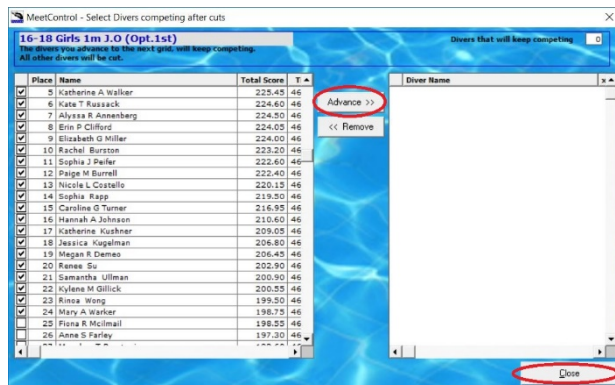 MeetControl - Select Divers competing after cuts
16-18 Girls 1m J.O (Opt.1st)
The divers you advance to the next grid, will keep competing.
All other divers will be cut.
Divers that will keep competing 0
Place Name Total Score T
5 Katherine A Walker 225.45 46
6 Kate T Russack 224.60 46
7 Alyssa R Annenberg 224.50 46
8 Erin P Clifford 224.05 46
9 Elizabeth G Miller 224.00 46
10 Rachel Burston 223.20 46
11 Sophia J Peifer 222.60 46
12 Paige M Burrell 222.40 46
13 Nicole L Costello 220.15 46
14 Sophia Rapp 219.50 46
15 Caroline G Turner 216.95 46
16 Hannah A Johnson 210.60 46
17 Katherine Kushner 209.05 46
18 Jessica Kugelman 206.80 46
19 Megan R Demeo 206.45 46
20 Renee Su 202.90 46
21 Samantha Ullman 200.90 46
22 Kylene M Gillick 200.55 46
23 Rinoa Wong 199.50 46
24 Mary A Warker 198.75 46
25 Fiona R Mcilmail 198.55 46
26 Anne S Farley 197.30 46
Advance >>
<< Remove
Diver Name x
Close